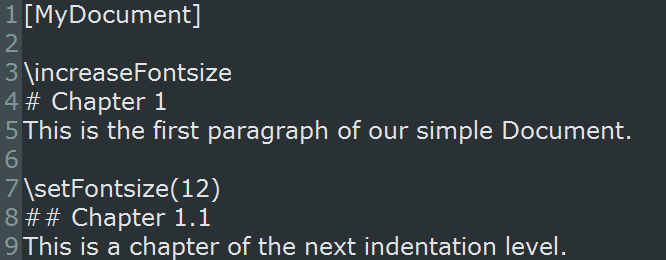 1 [MyDocument]
2
3 \increaseFontsize
4 # Chapter 1
5 This is the first paragraph of our simple Document.
6
7 \setFontsize(12)
8 ## Chapter 1.1
9 This is a chapter of the next indentation level.